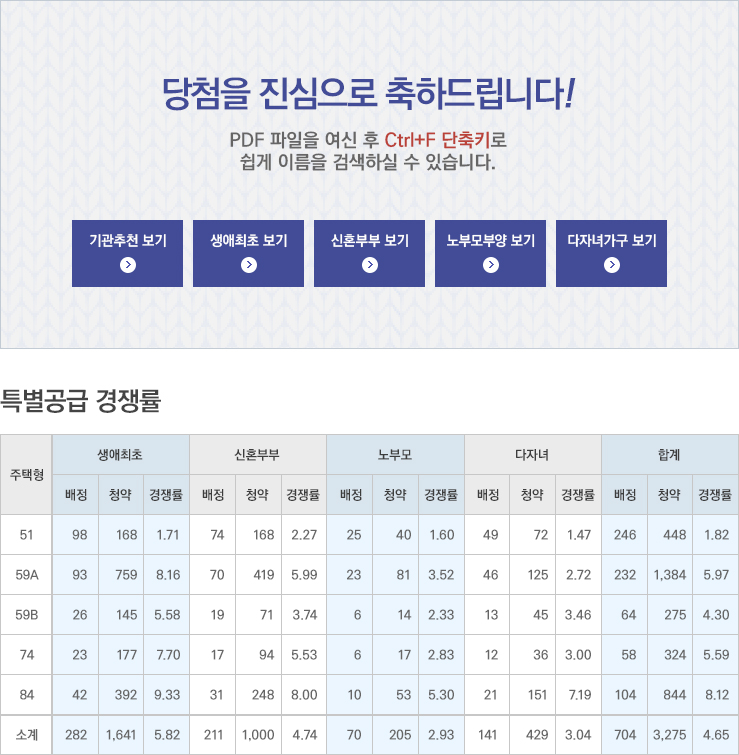 당첨을 진심으로 축하드립니다!
PDF 파일을 여신 후 Ctrl+F 단축키로
쉽게 이름을 검색하실 수 있습니다.
기관추천 보기 생애최초 보기 신혼부부 보기 노부모부양 보기 다자녀가구 보기
특별공급 경쟁률
주택형 생애최초 신혼부부 노부모 다자녀 합계
배정 청약 경쟁률 배정 청약 경쟁률 배정 청약 경쟁률 배정 청약 경쟁률 배정 청약 경쟁률
51 98 168 1.71 74 168 2.27 25 40 1.60 49 72 1.47 246 448 1.82
59A 93 759 8.16 70 419 5.99 23 81 3.52 46 125 2.72 232 1,384 5.97
59B 26 145 5.58 19 71 3.74 6 14 2.33 13 45 3.46 64 275 4.30
74 23 177 7.70 17 94 5.53 6 17 2.83 12 36 3.00 58 324 5.59
84 42 392 9.33 31 248 8.00 10 53 5.30 21 151 7.19 104 844 8.12
소계 282 1,641 5.82 211 1,000 4.74 70 205 2.93 141 429 3.04 704 3,275 4.65